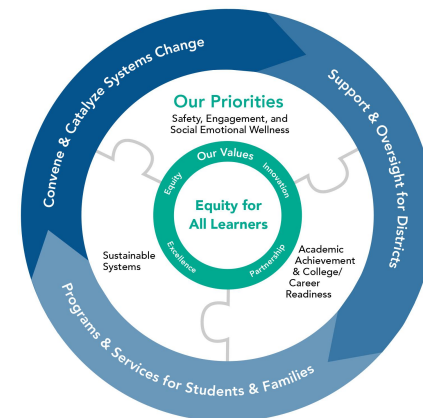 Convene & Catalyze Systems Change
Support & Oversight for Districts
Programs & Services for Students & Families
Our Priorities
Safety, Engagement, and
Social Emotional Wellness
Our Values
Equity
Innovation
Equity for
All Learners
Excellence
Partnership
Sustainable
Systems
Academic
Achievement
& College/
Career
Readiness